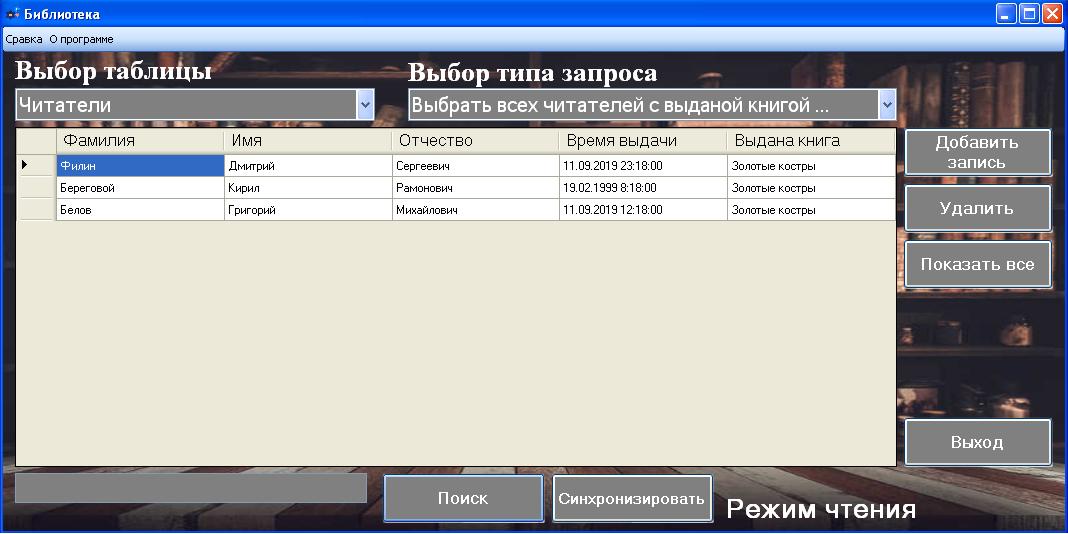 Библиотека
Сравка О программе
Выбор таблицы
Выбор типа запроса
Читатели
Выбрать всех читателей с выданой книгой ...
Фамилия Имя Отчество Время выдачи Выдана книга
Филин Дмитрий Сергеевич 11.09.2019 23:18:00 Золотые костры
Береговой Кирил Рамонович 19.02.1999 8:18:00 Золотые костры
Белов Григорий Михайлович 11.09.2019 12:18:00 Золотые костры
Добавить
запись
Удалить
Показать все
Выход
Поиск
Синхронизировать
Режим чтения